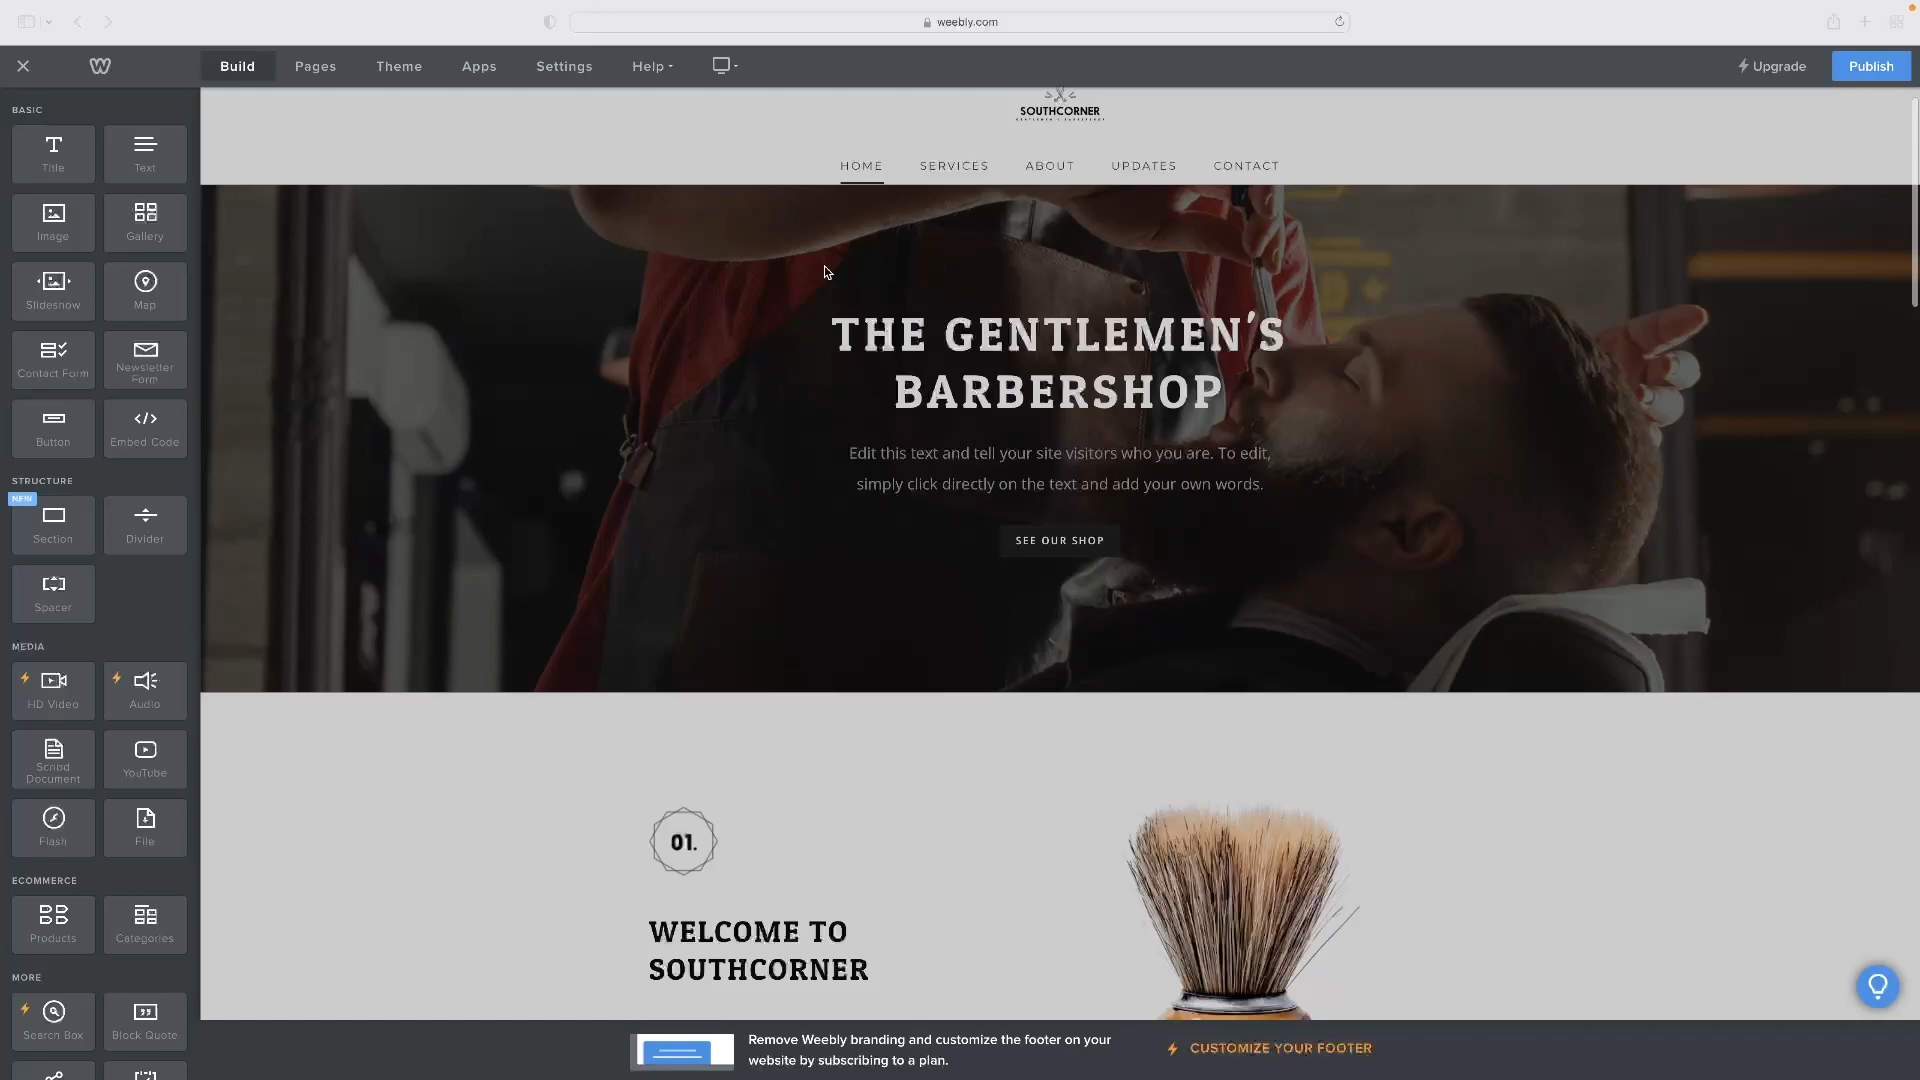 weebly.com
Build
Pages
Theme
Apps
Settings
Help
Upgrade
Publish
BASIC
Title
Text
Image
Gallery
Slideshow
Map
Contact Form
Newsletter
Form
Button
Embed Code
STRUCTURE
NEW
Section
Divider
Spacer
MEDIA
HD Video
Audio
Scribd
Document
YouTube
Flash
File
ECOMMERCE
Products
Categories
MORE
Search Box
Block Quote
SOUTHCORNER
HOME
SERVICES
ABOUT
UPDATES
CONTACT
THE GENTLEMEN'S
BARBERSHOP
Edit this text and tell your site visitors who you are. To edit,
simply click directly on the text and add your own words.
SEE OUR SHOP
01.
WELCOME TO
SOUTHCORNER
Remove Weebly branding and customize the footer on your
website by subscribing to a plan.
CUSTOMIZE YOUR FOOTER